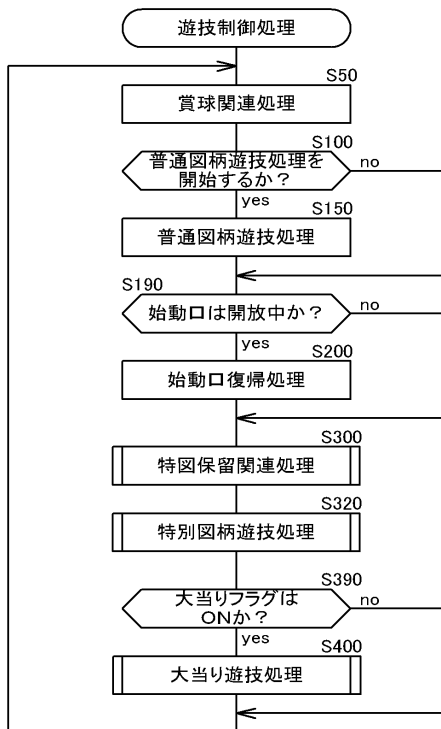 遊技制御処理
S50
賞球関連処理
S100
普通図柄遊技処理を
開始するか？
no
yes
S150
普通図柄遊技処理
S190
始動口は開放中か？
no
yes
S200
始動口復帰処理
S300
特図保留関連処理
S320
特別図柄遊技処理
S390
大当りフラグは
ONか？
no
yes
S400
大当り遊技処理